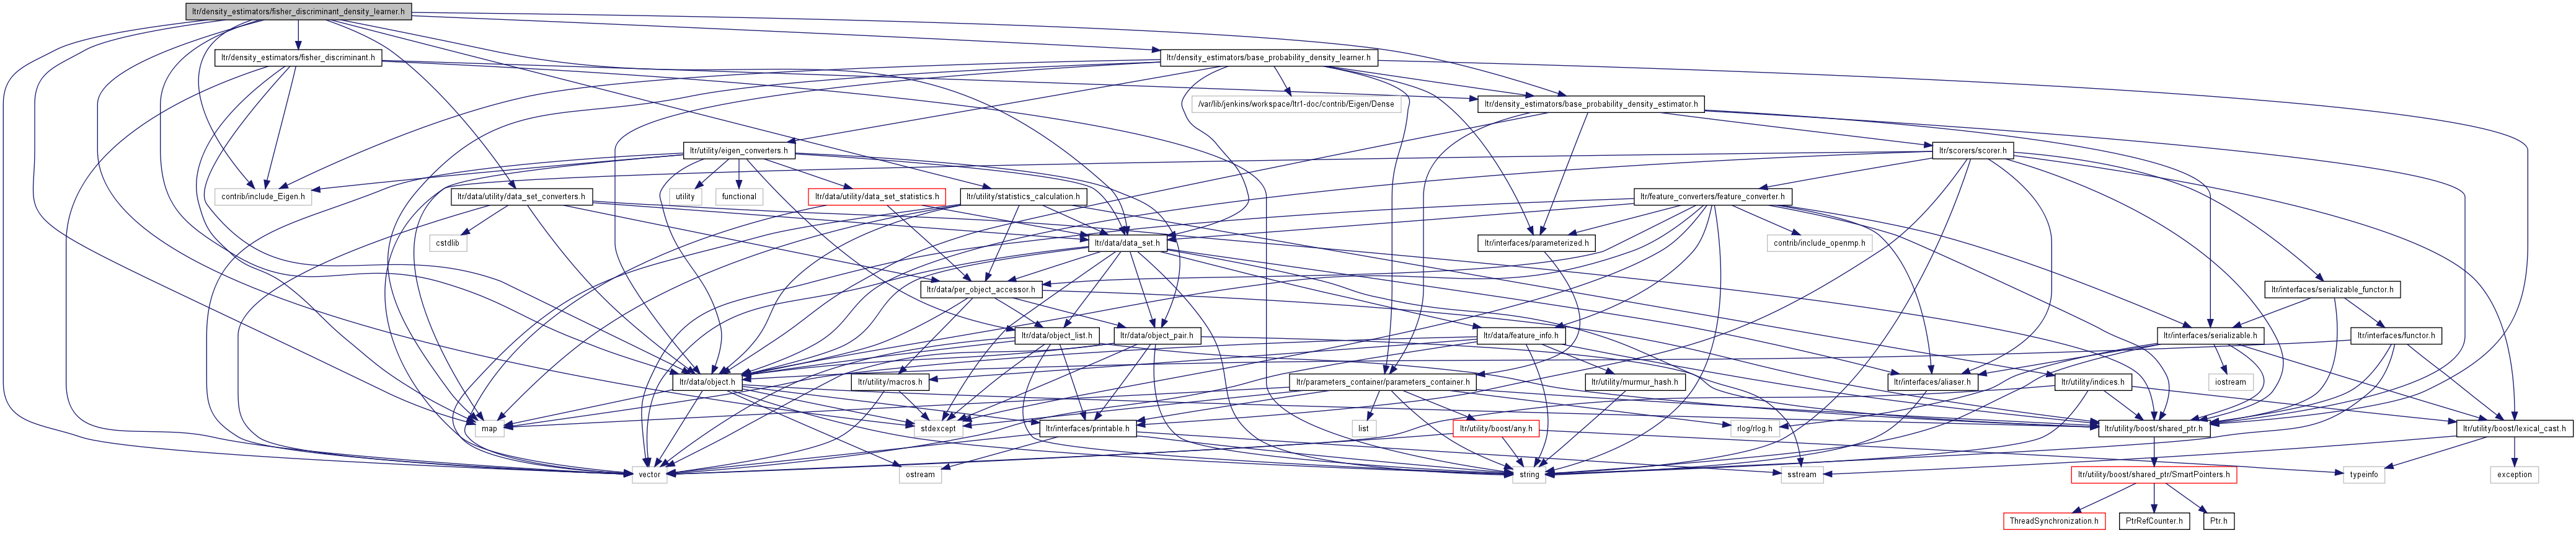 ltr/density_estimators/fisher_discriminant_density_learner.h
ltr/density_estimators/fisher_discriminant.h
ltr/density_estimators/base_probability_density_learner.h
/var/lib/jenkins/workspace/ltr1-doc/contrib/Eigen/Dense
ltr/density_estimators/base_probability_density_estimator.h
ltr/utility/eigen_converters.h
ltr/scorers/scorer.h
contrib/include_Eigen.h
ltr/data/utility/data_set_converters.h
utility
functional
ltr/data/utility/data_set_statistics.h
ltr/utility/statistics_calculation.h
ltr/feature_converters/feature_converter.h
cstdlib
ltr/data/data_set.h
ltr/interfaces/parameterized.h
contrib/include_openmp.h
ltr/data/per_object_accessor.h
ltr/interfaces/serializable_functor.h
ltr/data/object_list.h
ltr/data/object_pair.h
ltr/data/feature_info.h
ltr/interfaces/serializable.h
ltr/interfaces/functor.h
ltr/data/object.h
ltr/utility/macros.h
ltr/parameters_container/parameters_container.h
ltr/utility/murmur_hash.h
ltr/interfaces/aliaser.h
ltr/utility/indices.h
iostream
map
stdexcept
ltr/interfaces/printable.h
list
ltr/utility/boost/any.h
rlog/rlog.h
ltr/utility/boost/shared_ptr.h
ltr/utility/boost/lexical_cast.h
vector
ostream
string
sstream
ltr/utility/boost/shared_ptr/SmartPointers.h
typeinfo
exception
ThreadSynchronization.h
PtrRefCounter.h
Ptr.h